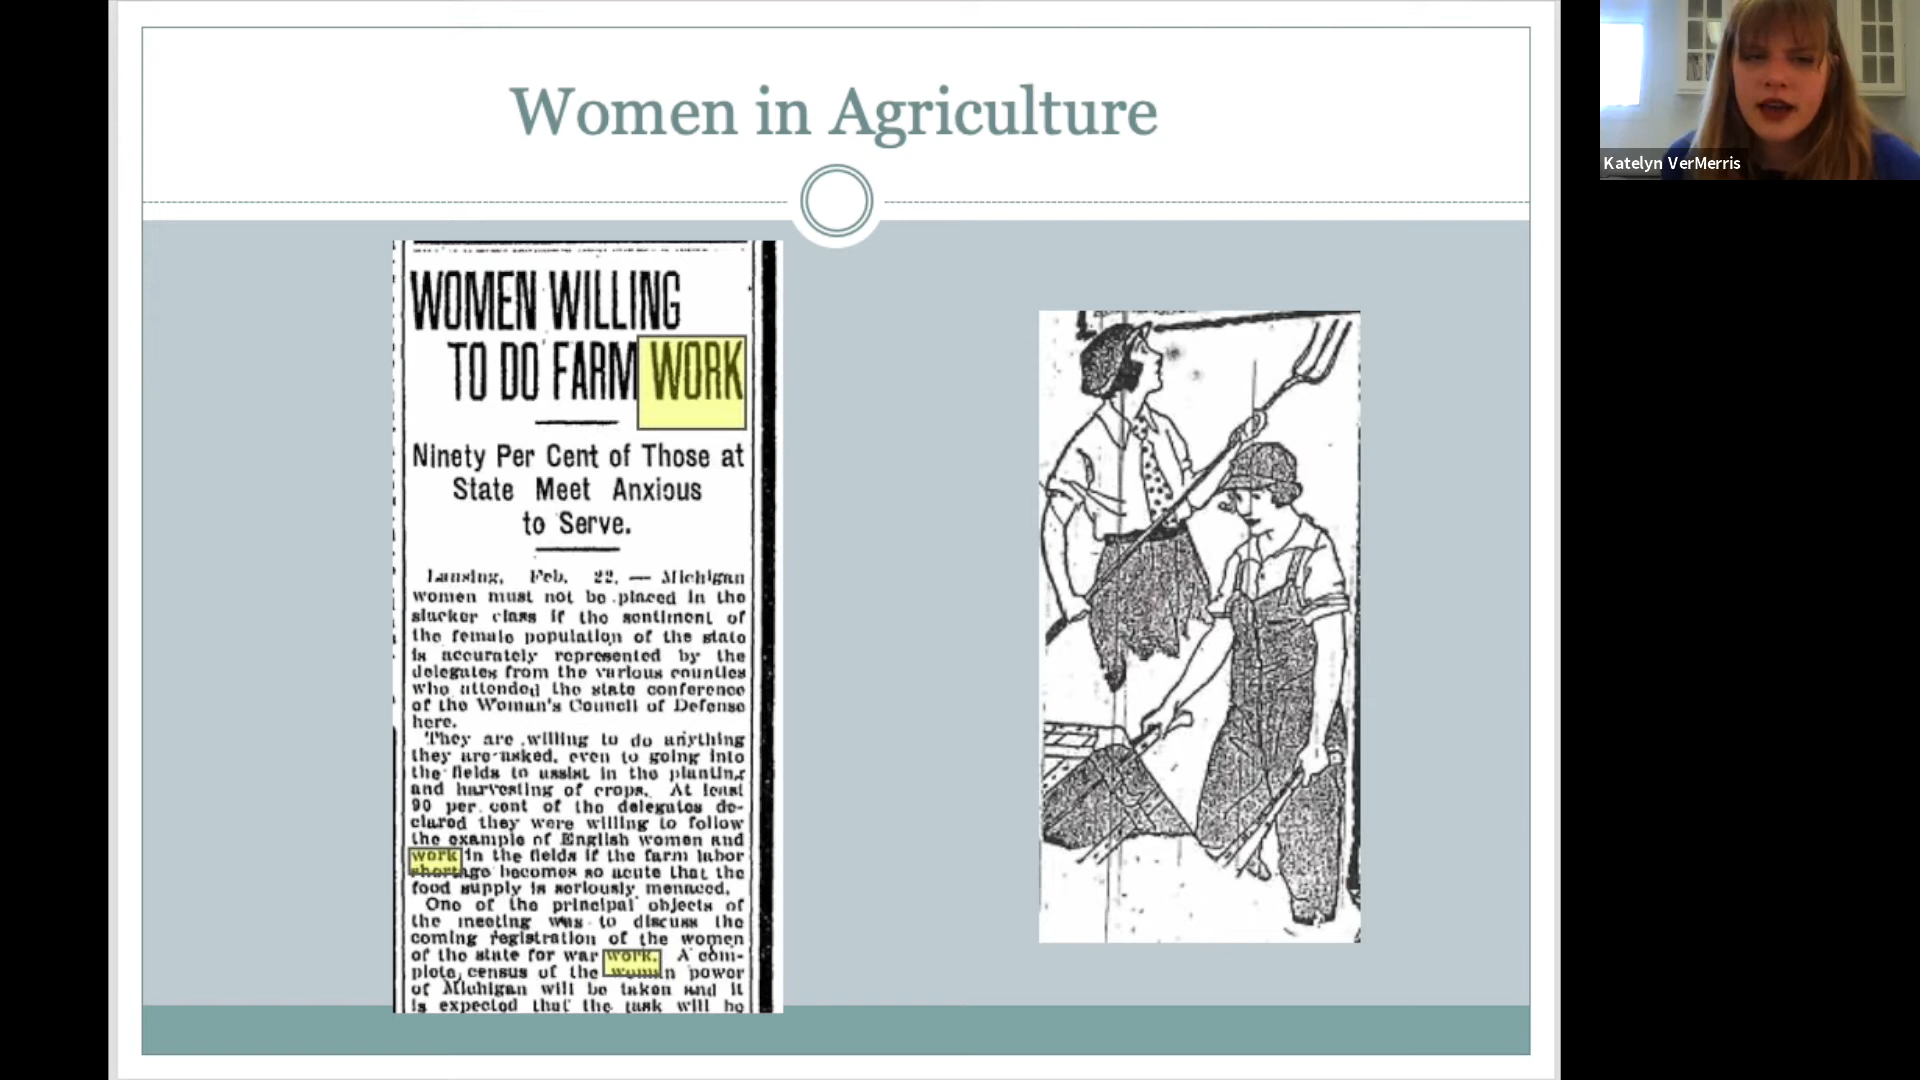 Women in Agriculture
Katelyn VerMerris
WOMEN WILLING
TO DO FARM WORK
Ninety Per Cent of Those at
State Meet Anxious
to Serve.
Lansing, Feb. 22. — Michigan
women must not be placed in the
slacker class if the sentiment of
the female population of the state
is accurately represented by the
delegates from the various counties
who attended the state conference
of the Woman's Council of Defense
here.
They are willing to do anything
they are asked, even to going into
the fields to assist in the planting
and harvesting of crops. At least
90 per cent of the delegates de-
clared they were willing to follow
the example of English women and
work in the fields if the farm labor
shortage becomes so acute that the
food supply is seriously menaced.
One of the principal objects of
the meeting was to discuss the
coming registration of the women
of the state for war work. A com-
plete census of the woman power
of Michigan will be taken and it
is expected that the task will be